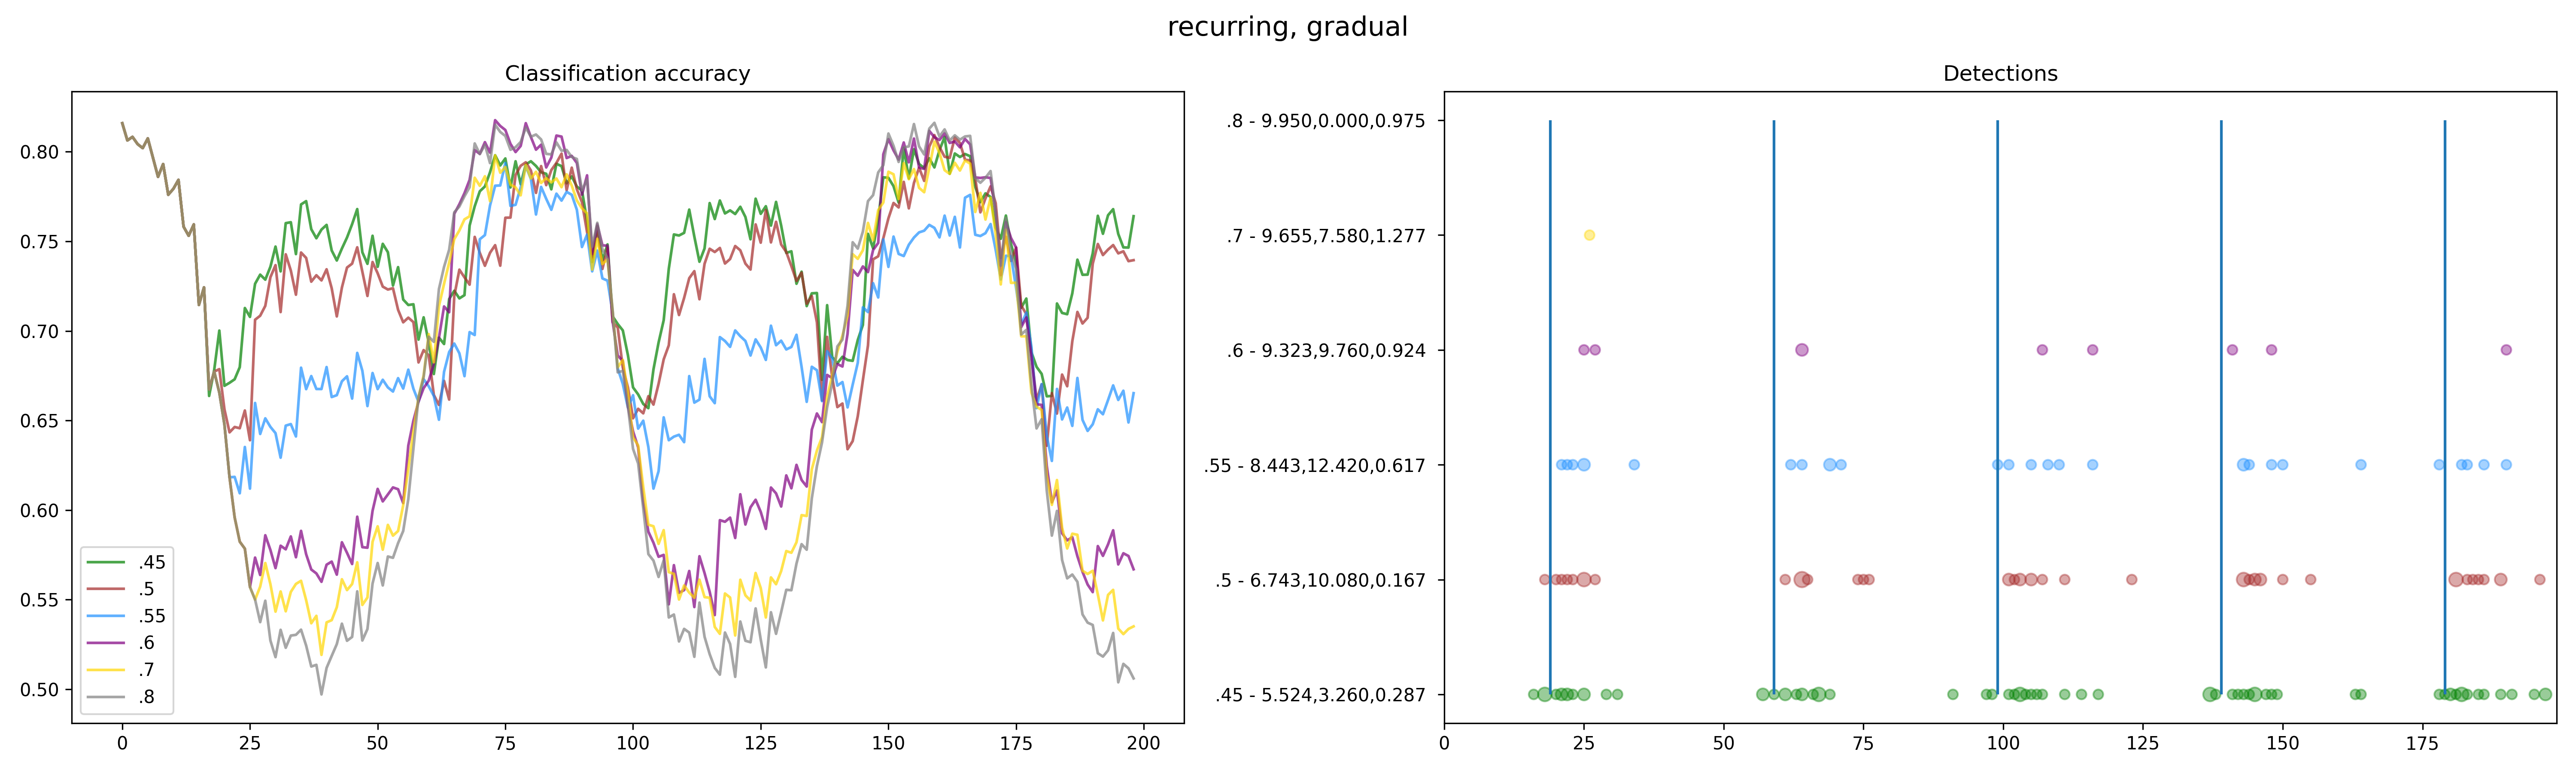 recurring, gradual
Classification accuracy
0.80
0.75
0.70
0.65
0.60
0.55
0.50
.45
.5
.55
.6
.7
.8
0 25 50 75 100 125 150 175 200
Detections
.8 - 9.950,0.000,0.975
.7 - 9.655,7.580,1.277
.6 - 9.323,9.760,0.924
.55 - 8.443,12.420,0.617
.5 - 6.743,10.080,0.167
.45 - 5.524,3.260,0.287
0 25 50 75 100 125 150 175